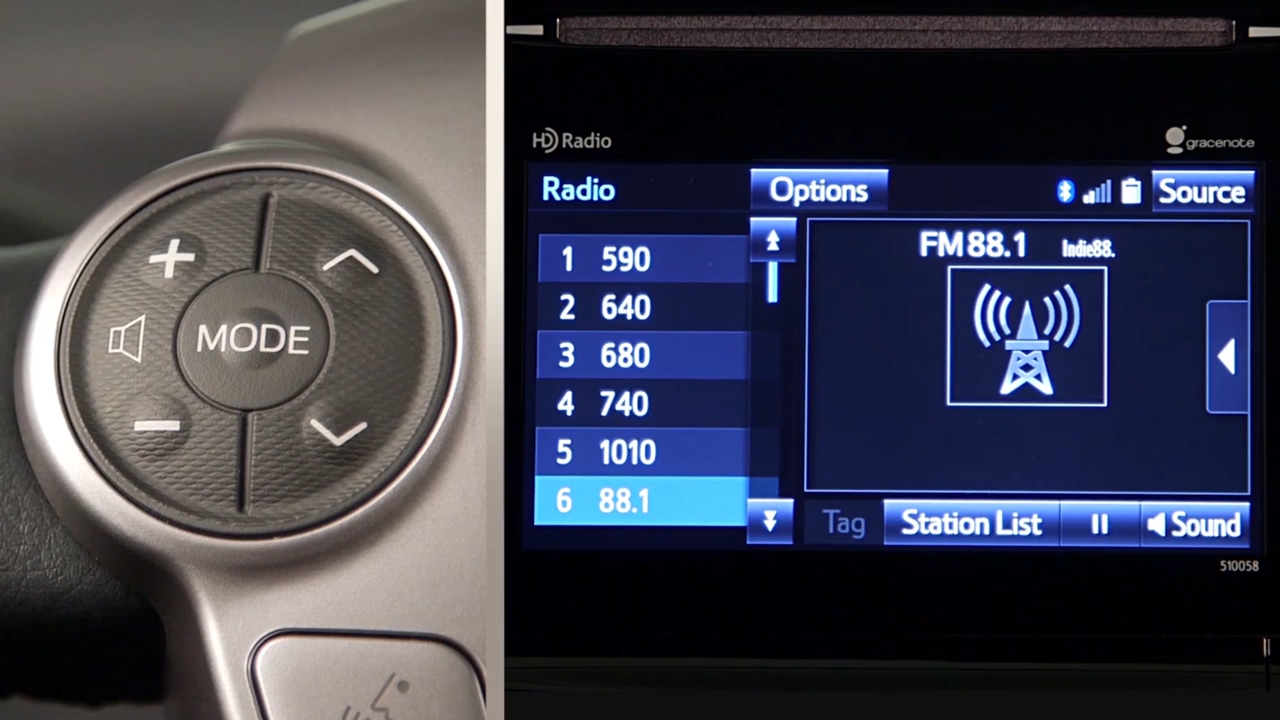 MODE
HD Radio
gracenote
Radio
Options
Source
1 590
2 640
3 680
4 740
5 1010
6 88.1
FM 88.1 Indie88.
Tag
Station List
Sound
510058